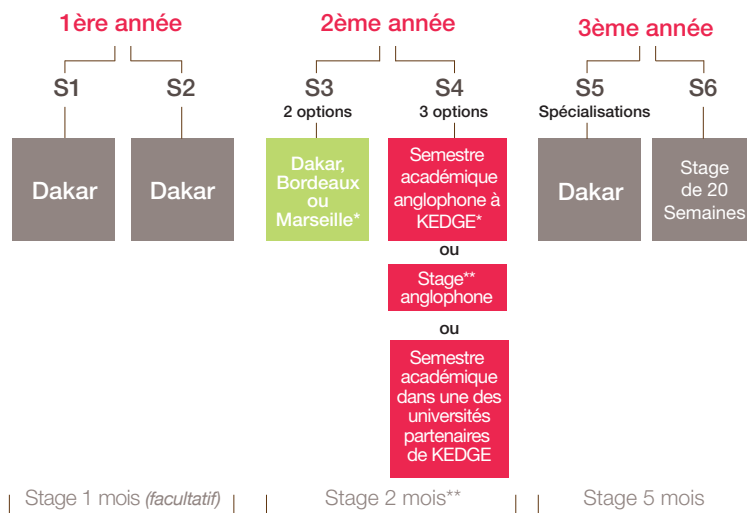 1ère année
S1
S2
Dakar
Dakar
2ème année
S3
2 options
S4
3 options
Dakar,
Bordeaux
ou
Marseille*
Semestre
académique
anglophone à
KEDGE*
ou
Stage**
anglophone
ou
Semestre
académique
dans une des
universités
partenaires
de KEDGE
3ème année
S5
Spécialisations
S6
Dakar
Stage
de 20
Semaines
Stage 1 mois (facultatif)
Stage 2 mois**
Stage 5 mois